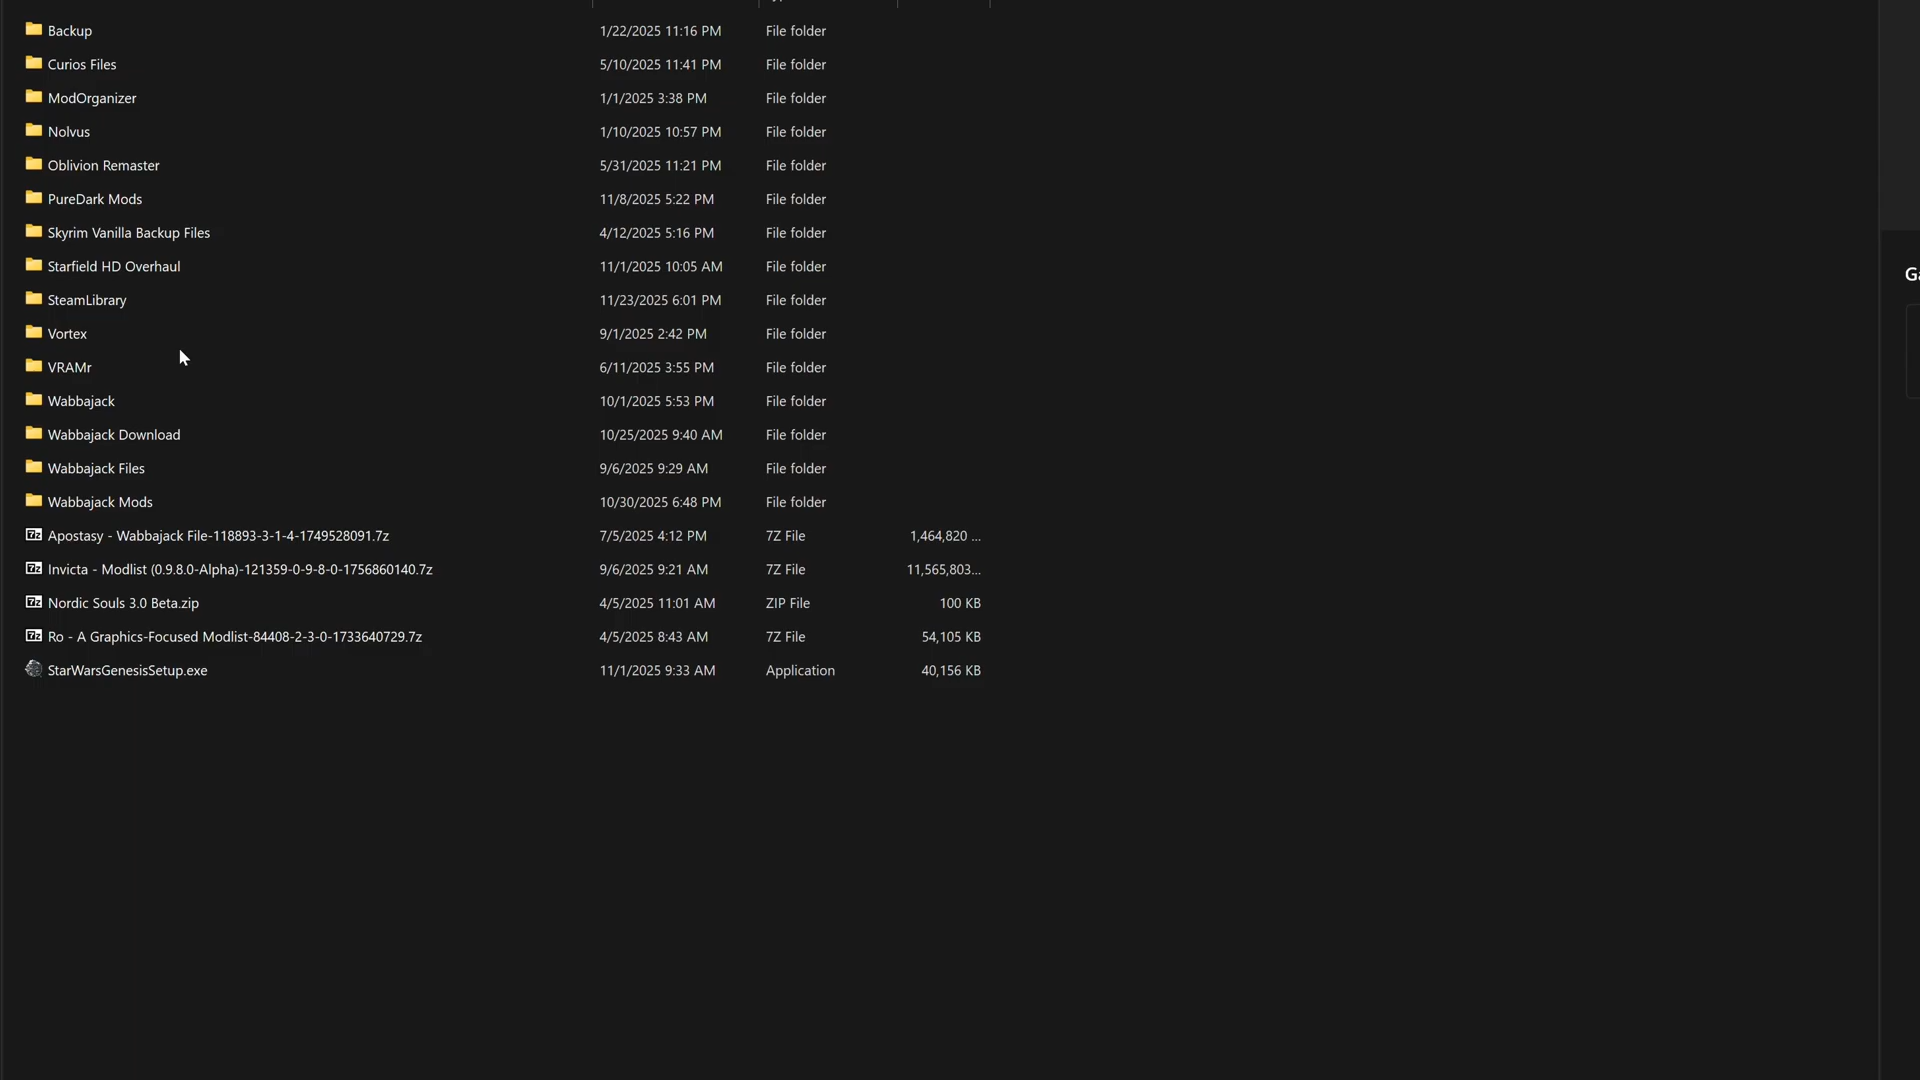 Backup 1/22/2025 11:16 PM File folder
Curios Files 5/10/2025 11:41 PM File folder
ModOrganizer 1/1/2025 3:38 PM File folder
Nolvus 1/10/2025 10:57 PM File folder
Oblivion Remaster 5/31/2025 11:21 PM File folder
PureDark Mods 11/8/2025 5:22 PM File folder
Skyrim Vanilla Backup Files 4/12/2025 5:16 PM File folder
Starfield HD Overhaul 11/1/2025 10:05 AM File folder
Ga
SteamLibrary 11/23/2025 6:01 PM File folder
Vortex 9/1/2025 2:42 PM File folder
VRAMr 6/11/2025 3:55 PM File folder
Wabbajack 10/1/2025 5:53 PM File folder
Wabbajack Download 10/25/2025 9:40 AM File folder
Wabbajack Files 9/6/2025 9:29 AM File folder
Wabbajack Mods 10/30/2025 6:48 PM File folder
Apostasy - Wabbajack File-118893-3-1-4-1749528091.7z 7/5/2025 4:12 PM 7Z File 1,464,820 ...
Invicta - Modlist (0.9.8.0-Alpha)-121359-0-9-8-0-1756860140.7z 9/6/2025 9:21 AM 7Z File 11,565,803...
Nordic Souls 3.0 Beta.zip 4/5/2025 11:01 AM ZIP File 100 KB
Ro - A Graphics-Focused Modlist-84408-2-3-0-1733640729.7z 4/5/2025 8:43 AM 7Z File 54,105 KB
StarWarsGenesisSetup.exe 11/1/2025 9:33 AM Application 40,156 KB